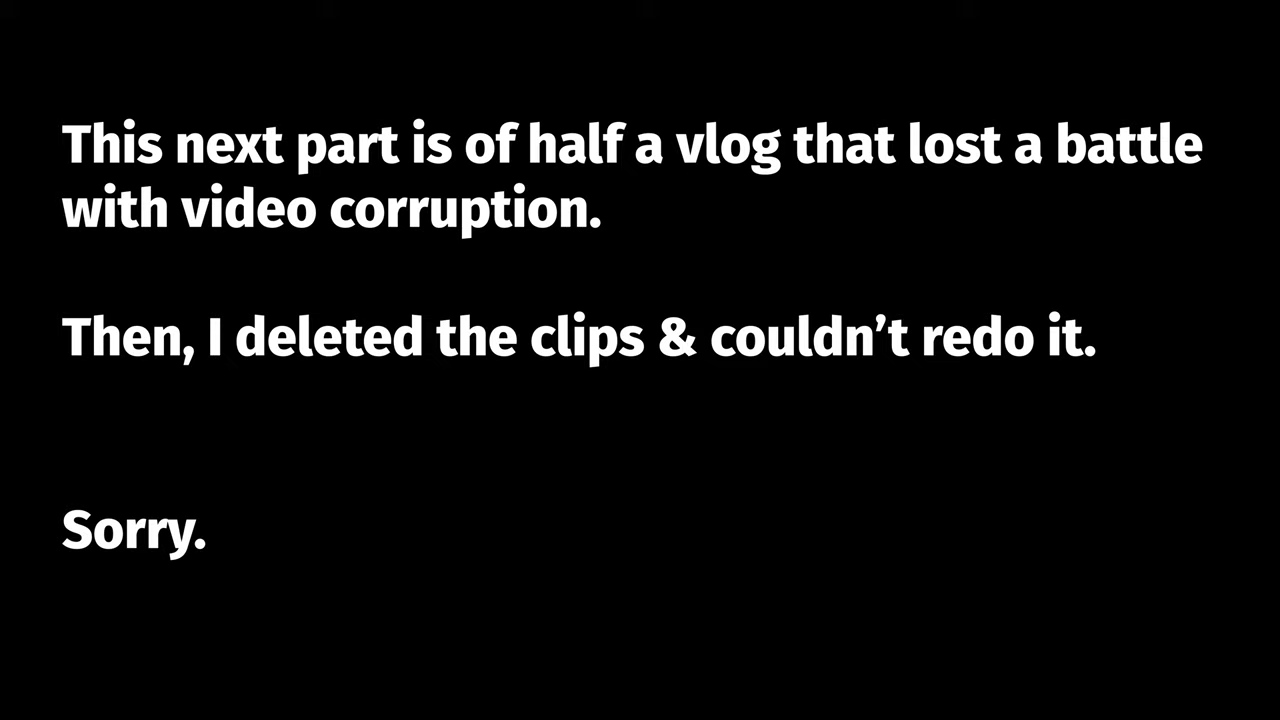 This next part is of half a vlog that lost a battle
with video corruption.
Then, I deleted the clips & couldn’t redo it.
Sorry.